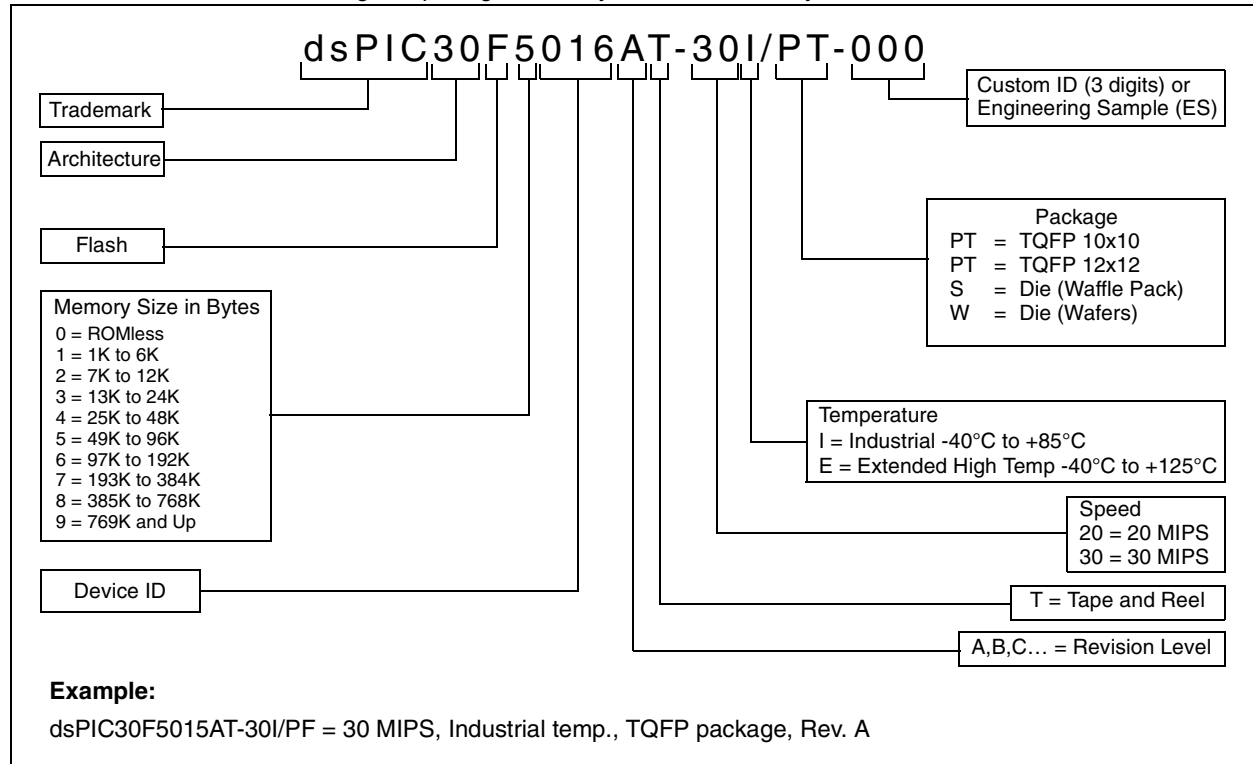 dsPIC30F5016AT-30I/PT-000
Trademark
Architecture
Flash
Memory Size in Bytes
0 = ROMless
1 = 1K to 6K
2 = 7K to 12K
3 = 13K to 24K
4 = 25K to 48K
5 = 49K to 96K
6 = 97K to 192K
7 = 193K to 384K
8 = 385K to 768K
9 = 769K and Up
Device ID
Custom ID (3 digits) or
Engineering Sample (ES)
Package
PT = TQFP 10x10
PT = TQFP 12x12
S = Die (Waffle Pack)
W = Die (Wafers)
Temperature
I = Industrial -40°C to +85°C
E = Extended High Temp -40°C to +125°C
Speed
20 = 20 MIPS
30 = 30 MIPS
T = Tape and Reel
A,B,C… = Revision Level
Example:
dsPIC30F5015AT-30I/PF = 30 MIPS, Industrial temp., TQFP package, Rev. A